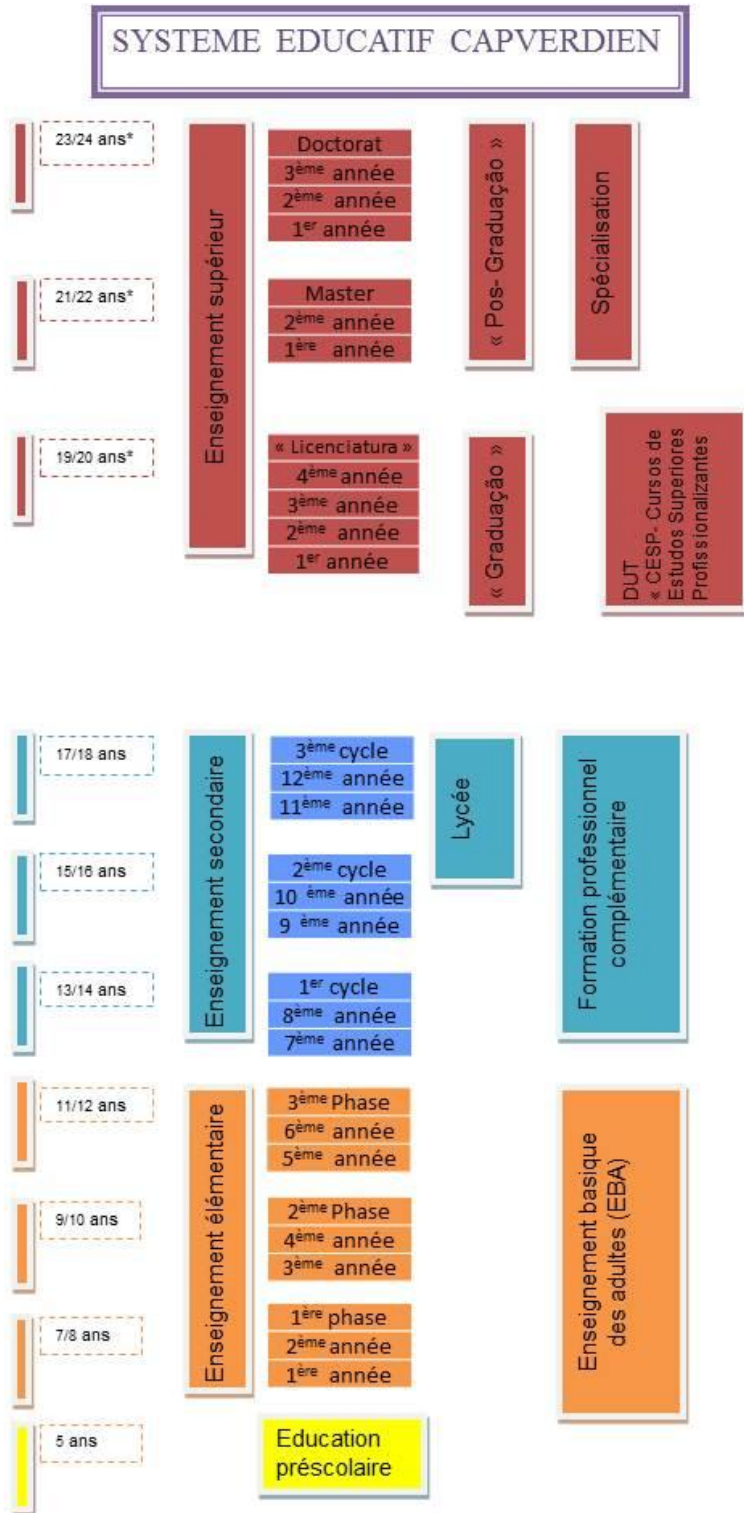 SYSTEME EDUCATIF CAPVERDIEN
23/24 ans*
21/22 ans*
19/20 ans*
Enseignement supérieur
Doctorat
3ème année
2ème année
1er année
Master
2ème année
1ère année
« Licenciatura »
4ème année
3ème année
2ème année
1er année
« Pos- Graduação »
« Graduação »
Spécialisation
DUT
« CESP- Cursos de
Estudos Superiores
Profissionalizantes
17/18 ans
15/16 ans
13/14 ans
Enseignement secondaire
3ème cycle
12ème année
11ème année
2ème cycle
10 ème année
9 ème année
1er cycle
8ème année
7ème année
Lycée
Formation professionnel
complémentaire
11/12 ans
9/10 ans
7/8 ans
Enseignement élémentaire
3ème Phase
6ème année
5ème année
2ème Phase
4ème année
3ème année
1ère phase
2ème année
1ère année
Enseignement basique
des adultes (EBA)
5 ans
Education
préscolaire